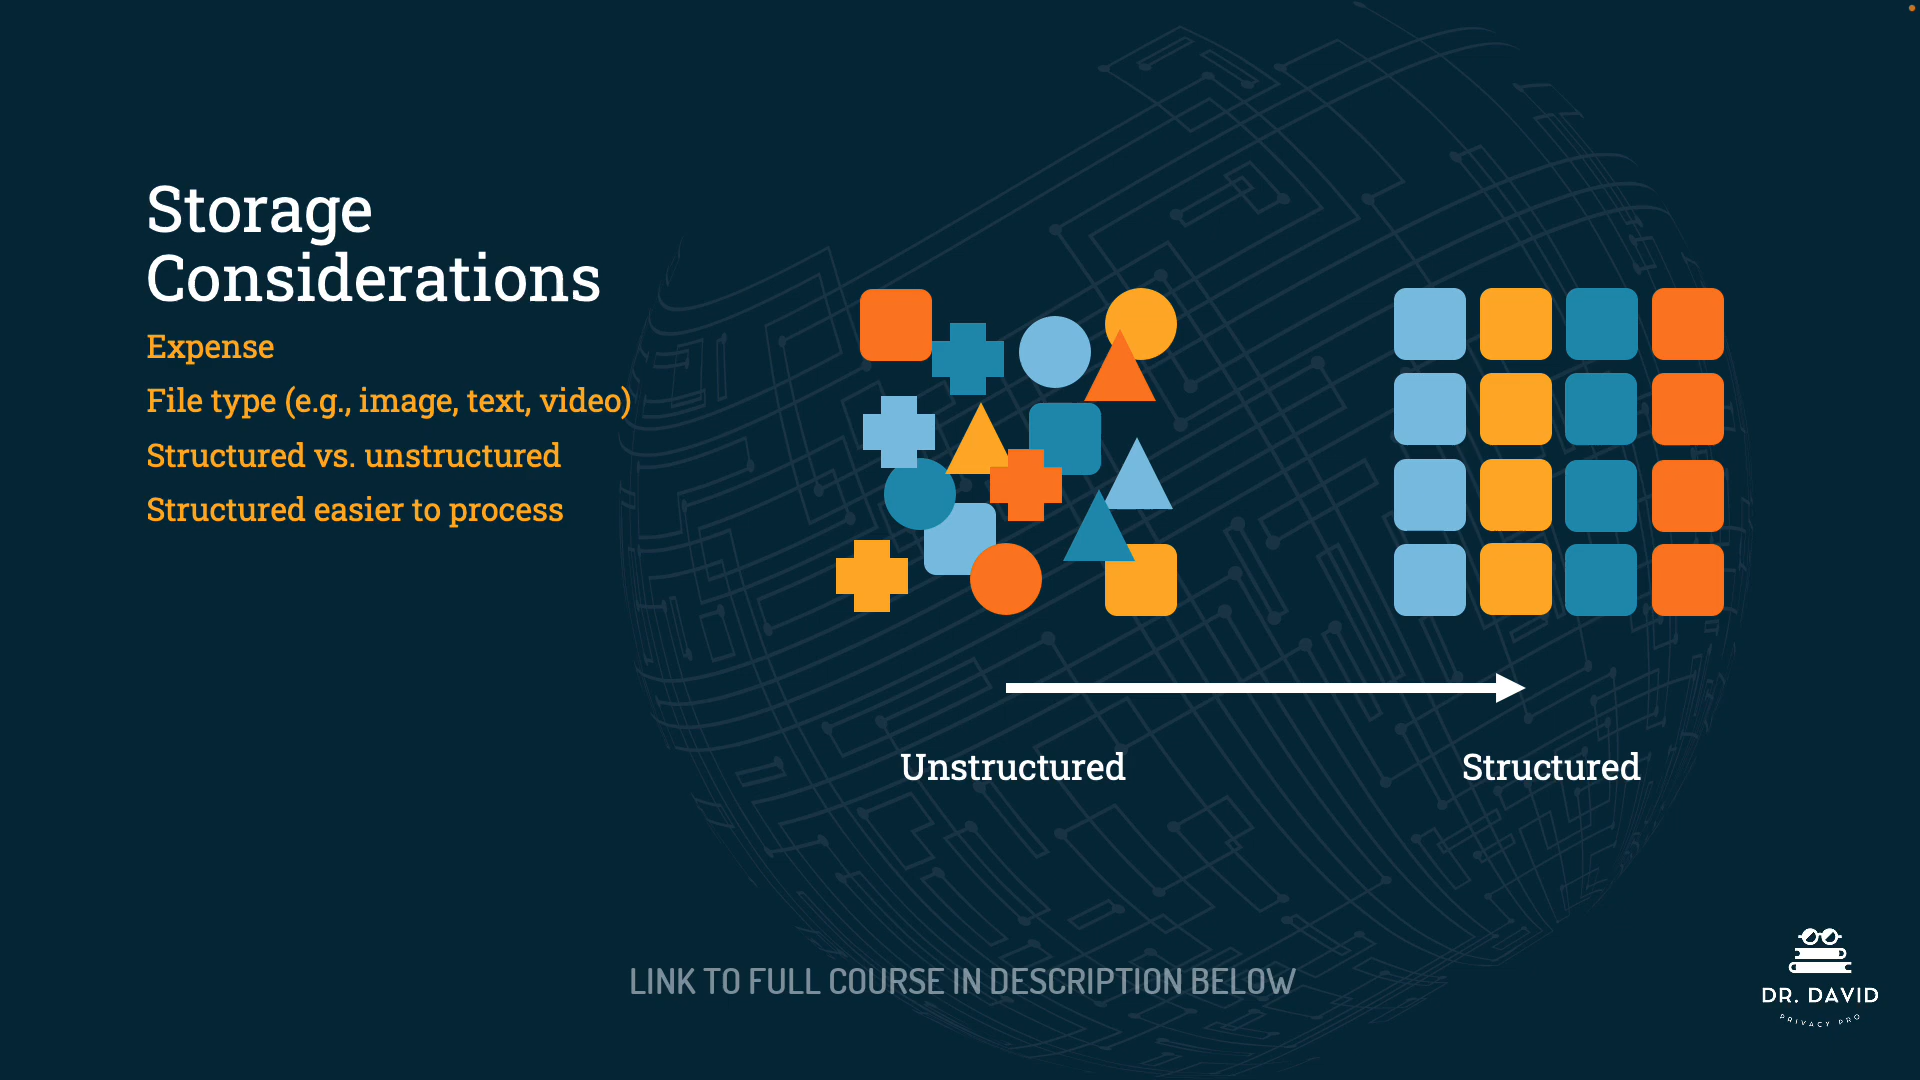 Storage
Considerations
Expense
File type (e.g., image, text, video)
Structured vs. unstructured
Structured easier to process
Unstructured
Structured
LINK TO FULL COURSE IN DESCRIPTION BELOW
DR. DAVID
PRIVACY PRO